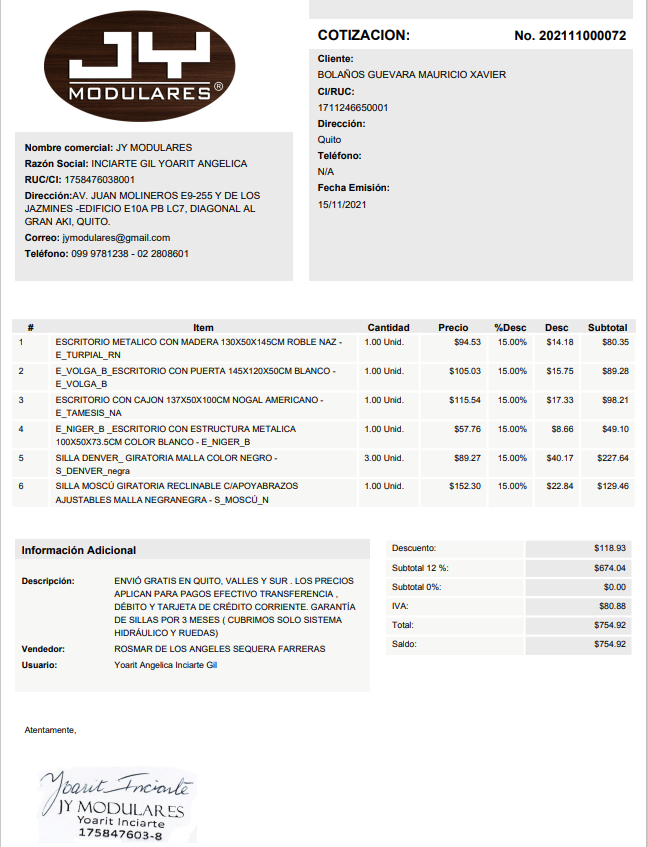 JY
MODULARES®
COTIZACION: No. 202111000072
Cliente:
BOLAÑOS GUEVARA MAURICIO XAVIER
CI/RUC:
1711246650001
Dirección:
Quito
Teléfono:
N/A
Fecha Emisión:
15/11/2021
Nombre comercial: JY MODULARES
Razón Social: INCIARTE GIL YOARIT ANGELICA
RUC/CI: 1758476038001
Dirección:AV. JUAN MOLINEROS E9-255 Y DE LOS
JAZMINES -EDIFICIO E10A PB LC7, DIAGONAL AL
GRAN AKI, QUITO.
Correo: jymodulares@gmail.com
Teléfono: 099 9781238 - 02 2808601
# Item Cantidad Precio %Desc Desc Subtotal
1 ESCRITORIO METALICO CON MADERA 130X50X145CM ROBLE NAZ - 1.00 Unid. $94.53 15.00% $14.18 $80.35
E_TURPIAL_RN
2 E_VOLGA_B_ESCRITORIO CON PUERTA 145X120X50CM BLANCO - 1.00 Unid. $105.03 15.00% $15.75 $89.28
E_VOLGA_B
3 ESCRITORIO CON CAJON 137X50X100CM NOGAL AMERICANO - 1.00 Unid. $115.54 15.00% $17.33 $98.21
E_TAMESIS_NA
4 E_NIGER_B _ESCRITORIO CON ESTRUCTURA METALICA 1.00 Unid. $57.76 15.00% $8.66 $49.10
100X50X73.5CM COLOR BLANCO - E_NIGER_B
5 SILLA DENVER_ GIRATORIA MALLA COLOR NEGRO - 3.00 Unid. $89.27 15.00% $40.17 $227.64
S_DENVER_negra
6 SILLA MOSCÚ GIRATORIA RECLINABLE C/APOYABRAZOS 1.00 Unid. $152.30 15.00% $22.84 $129.46
AJUSTABLES MALLA NEGRANEGRA - S_MOSCÚ_N
Información Adicional
Descripción: ENVIÓ GRATIS EN QUITO, VALLES Y SUR . LOS PRECIOS
APLICAN PARA PAGOS EFECTIVO TRANSFERENCIA ,
DÉBITO Y TARJETA DE CRÉDITO CORRIENTE. GARANTÍA
DE SILLAS POR 3 MESES ( CUBRIMOS SOLO SISTEMA
HIDRÁULICO Y RUEDAS)
Vendedor: ROSMAR DE LOS ANGELES SEQUERA FARRERAS
Usuario: Yoarit Angelica Inciarte Gil
Descuento: $118.93
Subtotal 12 %: $674.04
Subtotal 0%: $0.00
IVA: $80.88
Total: $754.92
Saldo: $754.92
Atentamente,
Yoarit Inciarte
JY MODULARES
Yoarit Inciarte
175847603-8